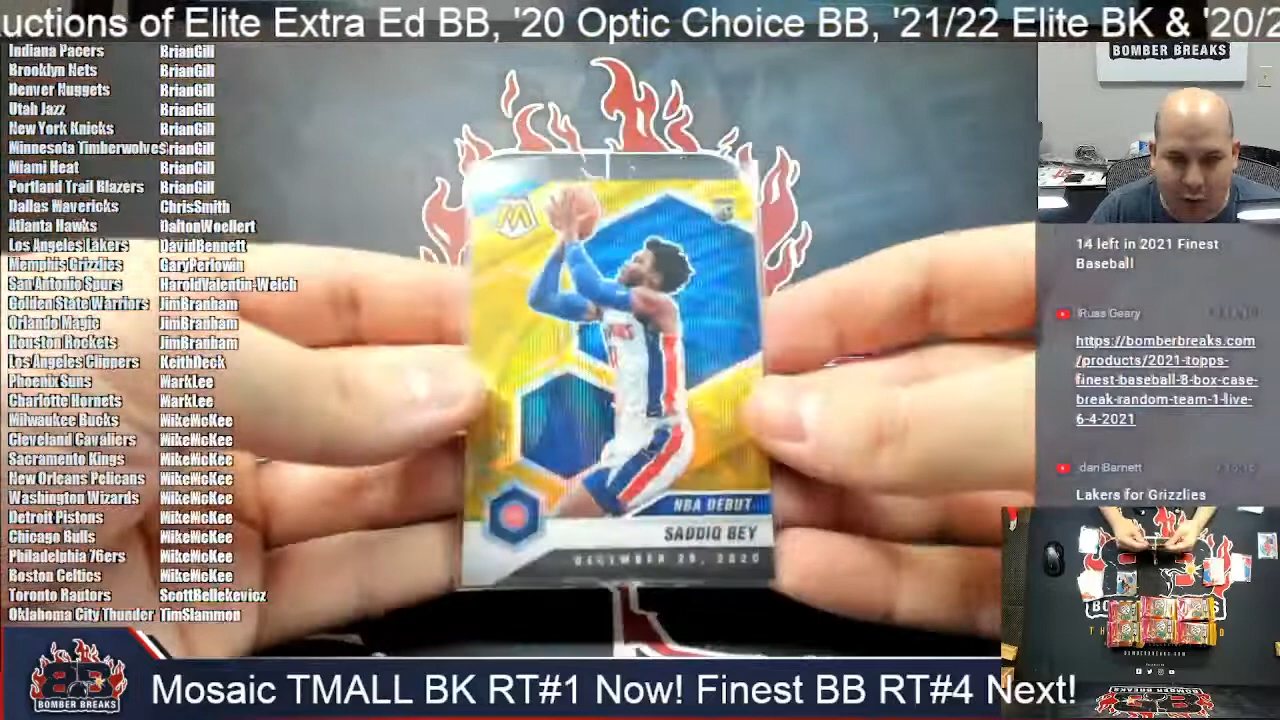 uctions of Elite Extra Ed BB, '20 Optic Choice BB, '21/22 Elite BK & '20/2
Indiana Pacers BrianGill
Brooklyn Nets BrianGill
Denver Nuggets BrianGill
Utah Jazz BrianGill
New York Knicks BrianGill
Minnesota Timberwolves BrianGill
Miami Heat BrianGill
Portland Trail Blazers BrianGill
Dallas Mavericks ChrisSmith
Atlanta Hawks DaltonWoellert
Los Angeles Lakers DavidBennett
Memphis Grizzlies GaryPerlowin
San Antonio Spurs HaroldValentin-Welch
Golden State Warriors JimBranham
Orlando Magic JimBranham
Houston Rockets JimBranham
Los Angeles Clippers KeithDeck
Phoenix Suns MarkLee
Charlotte Hornets MarkLee
Milwaukee Bucks MikeMcKee
Cleveland Cavaliers MikeMcKee
Sacramento Kings MikeMcKee
New Orleans Pelicans MikeMcKee
Washington Wizards MikeMcKee
Detroit Pistons MikeMcKee
Chicago Bulls MikeMcKee
Philadelphia 76ers MikeMcKee
Boston Celtics MikeMcKee
Toronto Raptors ScottBellekevicz
Oklahoma City Thunder TimSlammon
M
RC
NBA DEBUT
SADDIQ BEY
BOMBER BREAKS
14 left in 2021 Finest
Baseball
Russ Geary
https://bomberbreaks.com
/products/2021-topps-
finest-baseball-8-box-case-
break-random-team-1-live-
6-4-2021
dan Barnett
Lakers for Grizzlies
BOMBER BREAKS
BOMBER BREAKS
Mosaic TMALL BK RT#1 Now! Finest BB RT#4 Next!